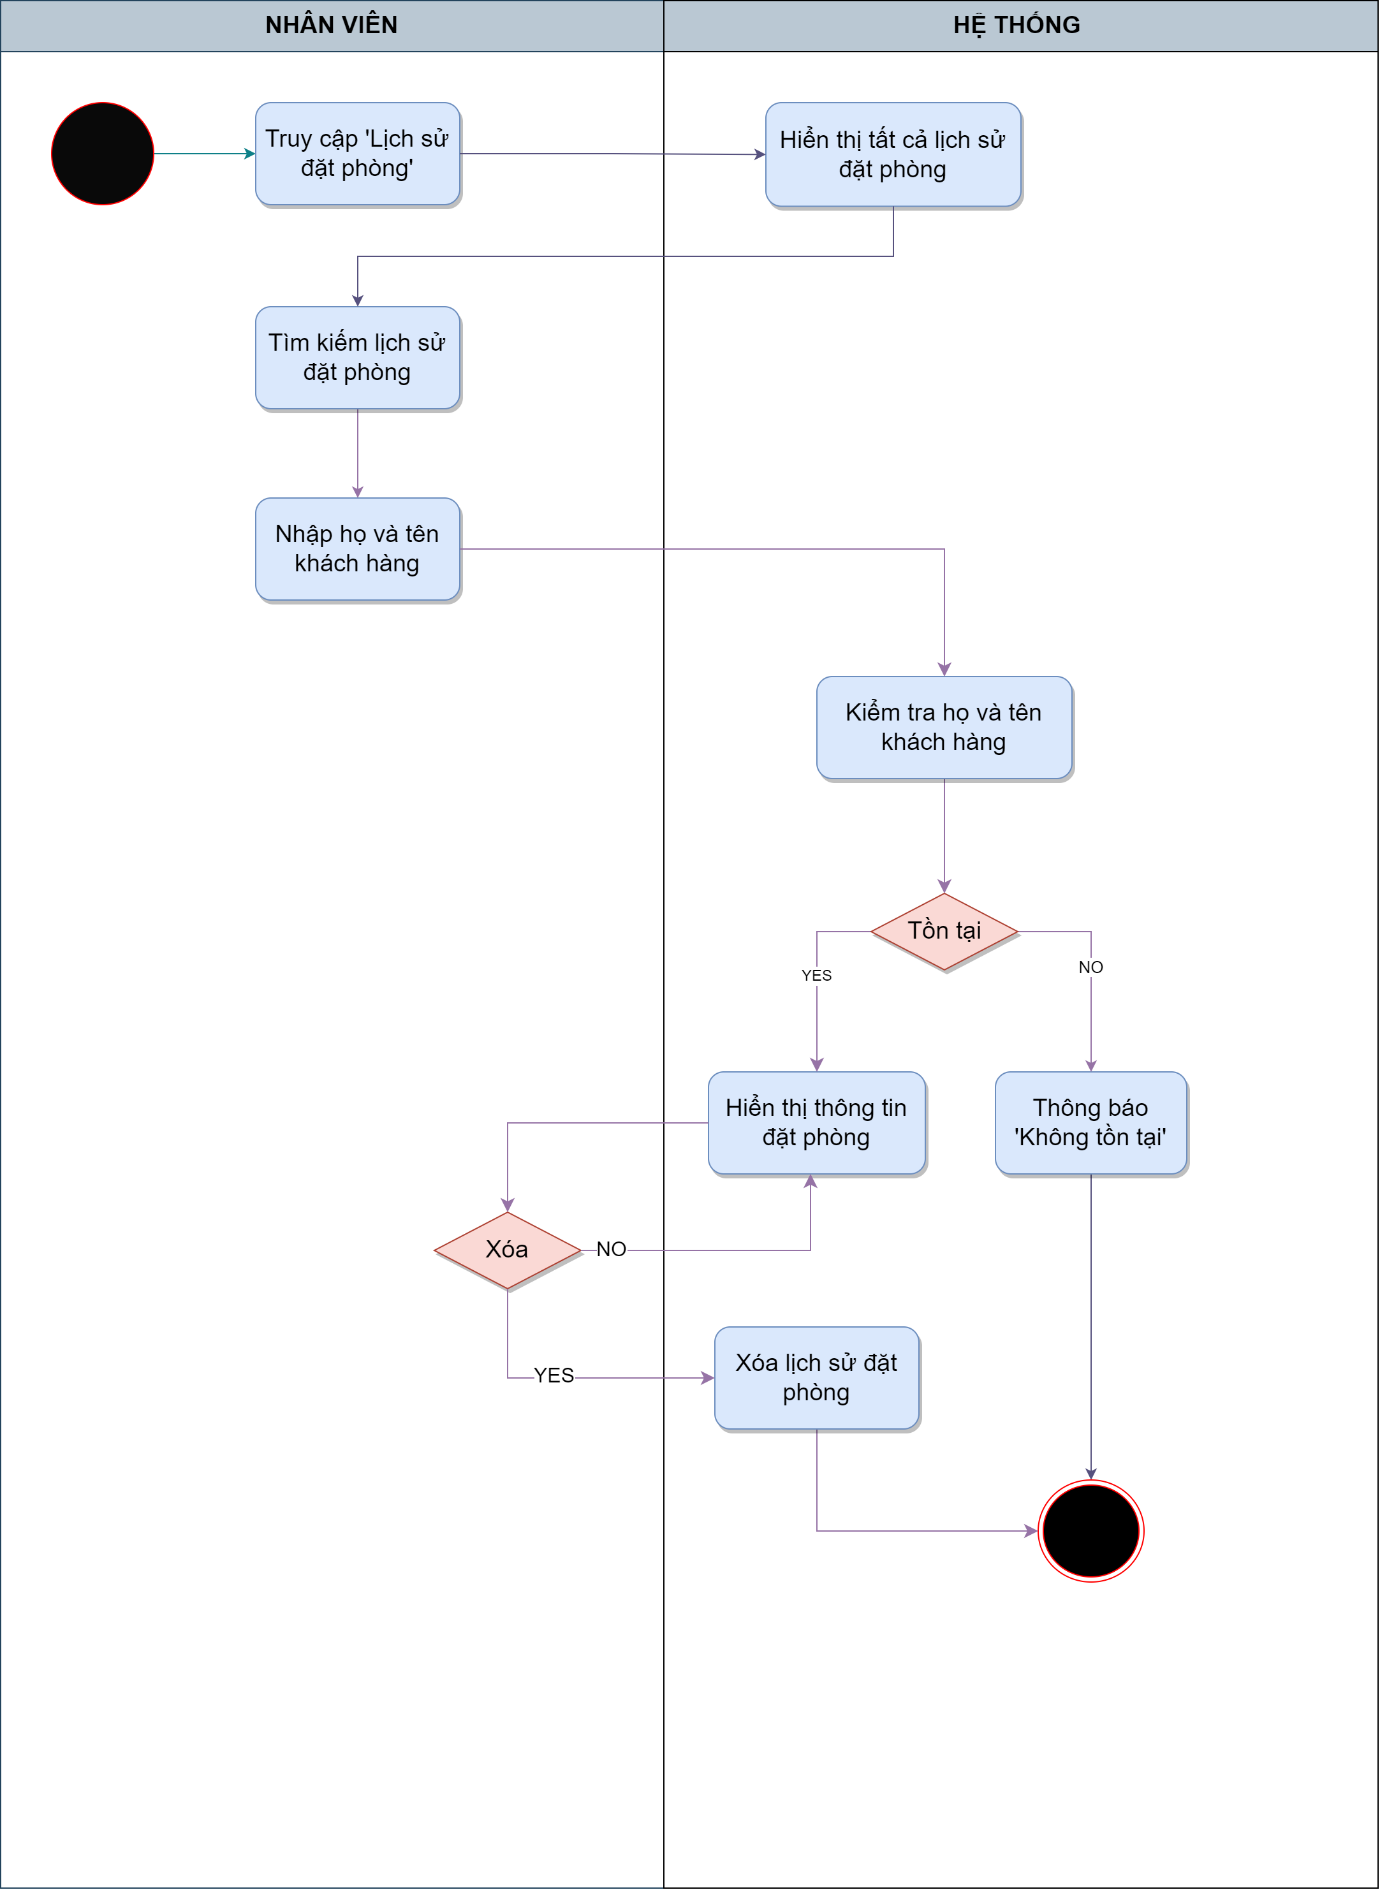 NHÂN VIÊN
HỆ THỐNG
Truy cập 'Lịch sử
đặt phòng'
Hiển thị tất cả lịch sử
đặt phòng
Tìm kiếm lịch sử
đặt phòng
Nhập họ và tên
khách hàng
Kiểm tra họ và tên
khách hàng
Tồn tại
YES
NO
Hiển thị thông tin
đặt phòng
Thông báo
'Không tồn tại'
Xóa
NO
YES
Xóa lịch sử đặt
phòng